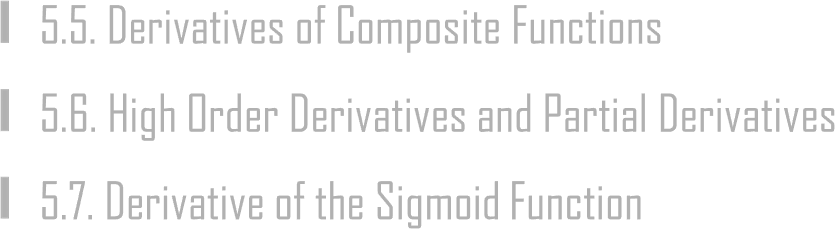 5.5. Derivatives of Composite Functions
5.6. High Order Derivatives and Partial Derivatives
5.7. Derivative of the Sigmoid Function